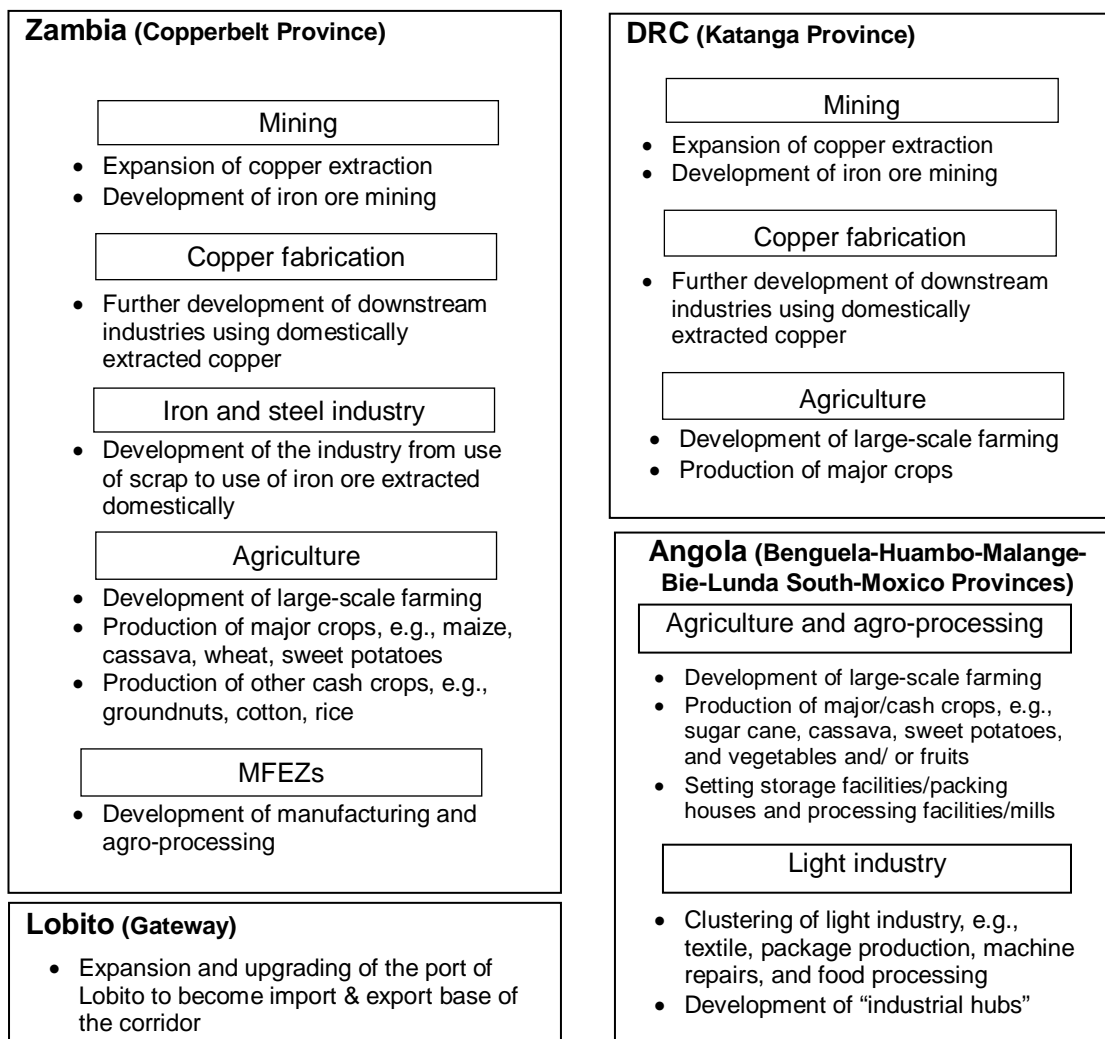 Zambia (Copperbelt Province)
Mining
• Expansion of copper extraction
• Development of iron ore mining
Copper fabrication
• Further development of downstream
industries using domestically
extracted copper
Iron and steel industry
• Development of the industry from use
of scrap to use of iron ore extracted
domestically
Agriculture
• Development of large-scale farming
• Production of major crops, e.g., maize,
cassava, wheat, sweet potatoes
• Production of other cash crops, e.g.,
groundnuts, cotton, rice
MFEZs
• Development of manufacturing and
agro-processing
Lobito (Gateway)
• Expansion and upgrading of the port of
Lobito to become import & export base of
the corridor
DRC (Katanga Province)
Mining
• Expansion of copper extraction
• Development of iron ore mining
Copper fabrication
• Further development of downstream
industries using domestically
extracted copper
Agriculture
• Development of large-scale farming
• Production of major crops
Angola (Benguela-Huambo-Malange-
Bie-Lunda South-Moxico Provinces)
Agriculture and agro-processing
• Development of large-scale farming
• Production of major/cash crops, e.g.,
sugar cane, cassava, sweet potatoes,
and vegetables and/ or fruits
• Setting storage facilities/packing
houses and processing facilities/mills
Light industry
• Clustering of light industry, e.g.,
textile, package production, machine
repairs, and food processing
• Development of “industrial hubs”